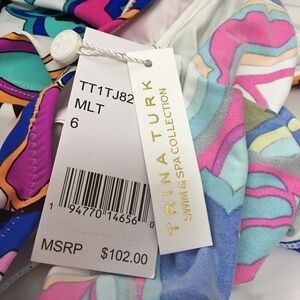 TT1TJ82
MLT
6
1 94770 14656 0
MSRP $102.00
TRINA TURK
SWIM & SPA COLLECTION